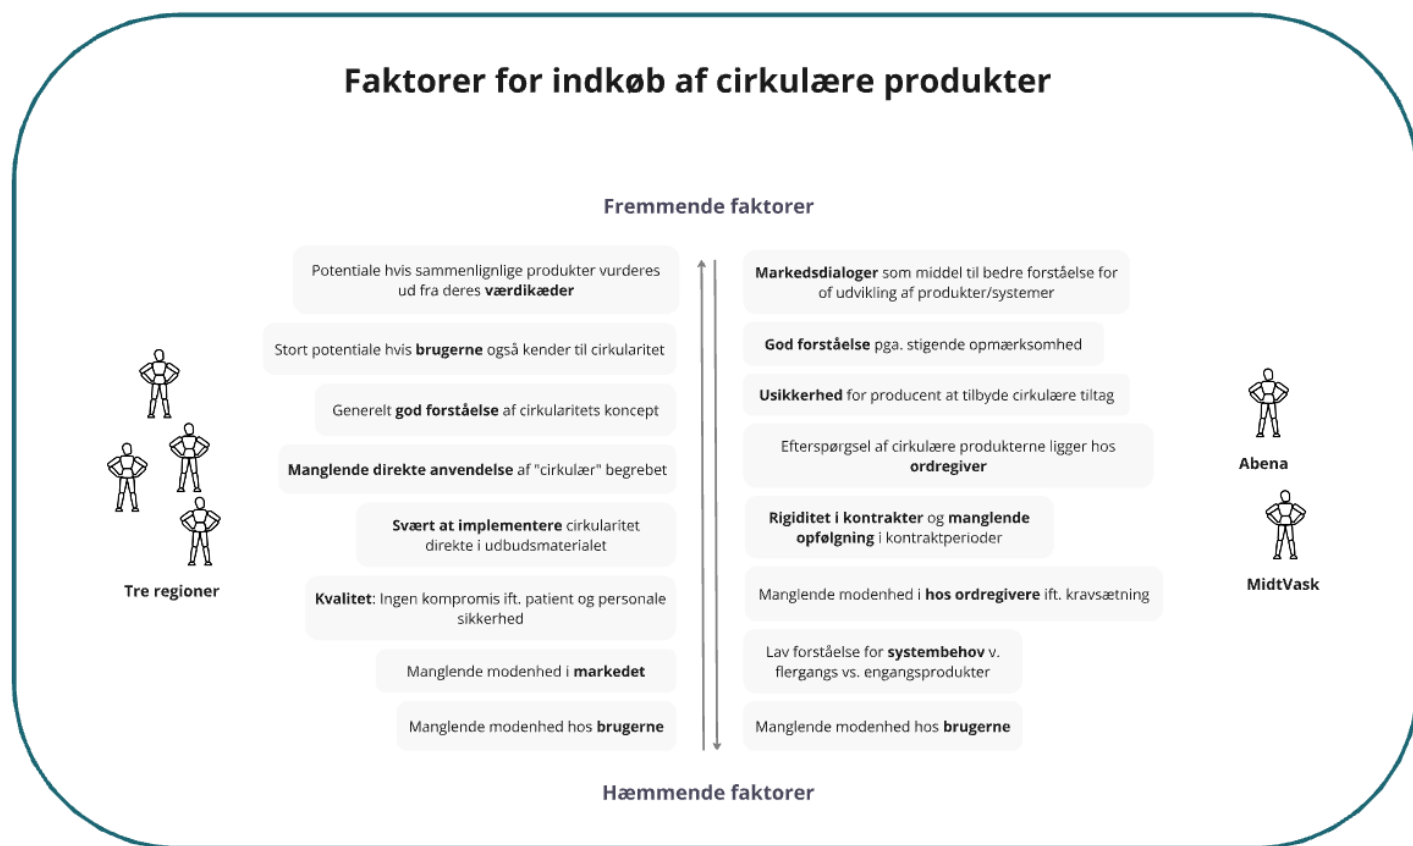 Faktorer for indkøb af cirkulære produkter
Fremmende faktorer
Potentiale hvis sammenlignlige produkter vurderes
ud fra deres værdikæder
Stort potentiale hvis brugerne også kender til cirkularitet
Generelt god forståelse af cirkularitets koncept
Manglende direkte anvendelse af "cirkulær" begrebet
Svært at implementere cirkularitet
direkte i udbudsmaterialet
Kvalitet: Ingen kompromis ift. patient og personale
sikkerhed
Manglende modenhed i markedet
Manglende modenhed hos brugerne
Tre regioner
Markedsdialoger som middel til bedre forståelse for
of udvikling af produkter/systemer
God forståelse pga. stigende opmærksomhed
Usikkerhed for producent at tilbyde cirkulære tiltag
Efterspørgsel af cirkulære produkterne ligger hos
ordregiver
Rigiditet i kontrakter og manglende
opfølgning i kontraktperioder
Manglende modenhed i hos ordregivere ift. kravsætning
Lav forståelse for systembehov v.
flergangs vs. engangsprodukter
Manglende modenhed hos brugerne
Abena
MidtVask
Hæmmende faktorer